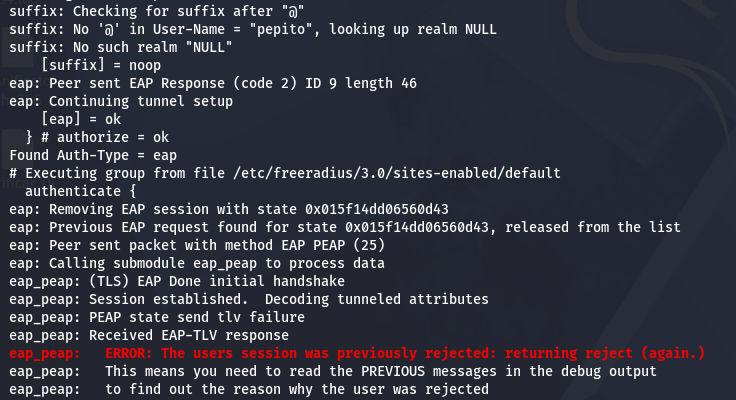 suffix: Checking for suffix after "@"
suffix: No '@' in User-Name = "pepito", looking up realm NULL
suffix: No such realm "NULL"
[suffix] = noop
eap: Peer sent EAP Response (code 2) ID 9 length 46
eap: Continuing tunnel setup
[eap] = ok
} # authorize = ok
Found Auth-Type = eap
# Executing group from file /etc/freeradius/3.0/sites-enabled/default
authenticate {
eap: Removing EAP session with state 0x015f14dd06560d43
eap: Previous EAP request found for state 0x015f14dd06560d43, released from the list
eap: Peer sent packet with method EAP PEAP (25)
eap: Calling submodule eap_peap to process data
eap_peap: (TLS) EAP Done initial handshake
eap_peap: Session established.  Decoding tunneled attributes
eap_peap: PEAP state send tlv failure
eap_peap: Received EAP-TLV response
eap_peap:   ERROR: The users session was previously rejected: returning reject (again.)
eap_peap:   This means you need to read the PREVIOUS messages in the debug output
eap_peap:   to find out the reason why the user was rejected